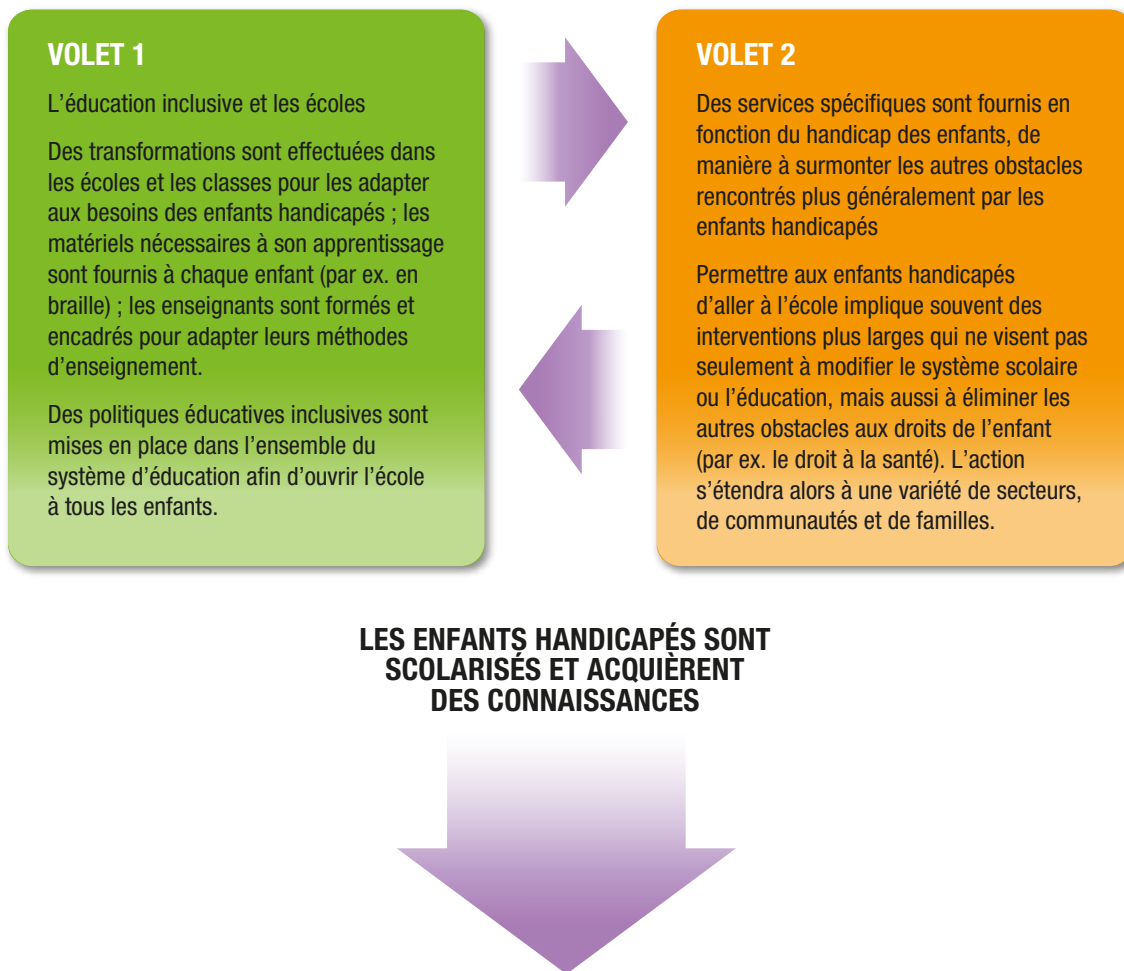 VOLET 1
L’éducation inclusive et les écoles
Des transformations sont effectuées dans
les écoles et les classes pour les adapter
aux besoins des enfants handicapés ; les
matériels nécessaires à son apprentissage
sont fournis à chaque enfant (par ex. en
braille) ; les enseignants sont formés et
encadrés pour adapter leurs méthodes
d’enseignement.
Des politiques éducatives inclusives sont
mises en place dans l’ensemble du
système d’éducation afin d’ouvrir l’école
à tous les enfants.
VOLET 2
Des services spécifiques sont fournis en
fonction du handicap des enfants, de
manière à surmonter les autres obstacles
rencontrés plus généralement par les
enfants handicapés
Permettre aux enfants handicapés
d’aller à l’école implique souvent des
interventions plus larges qui ne visent pas
seulement à modifier le système scolaire
ou l’éducation, mais aussi à éliminer les
autres obstacles aux droits de l’enfant
(par ex. le droit à la santé). L’action
s’étendra alors à une variété de secteurs,
de communautés et de familles.
LES ENFANTS HANDICAPÉS SONT
SCOLARISÉS ET ACQUIÈRENT
DES CONNAISSANCES